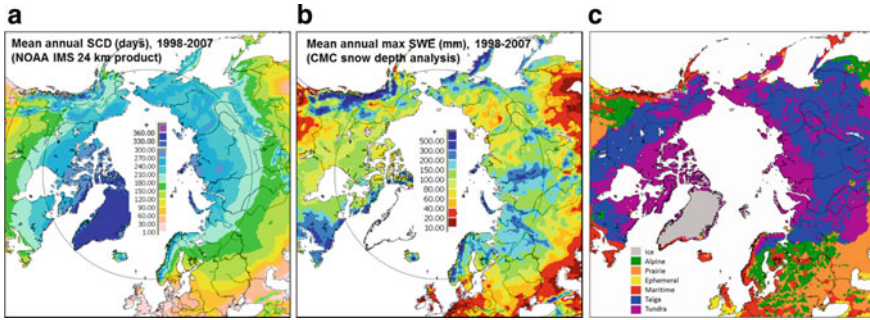 a
Mean annual SCD (days), 1998-2007
(NOAA IMS 24 km product)
+
360.00
330.00
300.00
270.00
240.00
210.00
180.00
150.00
120.00
90.00
60.00
30.00
1.00
b
Mean annual max SWE (mm), 1998-2007
(CMC snow depth analysis)
+
500.00
200.00
150.00
100.00
80.00
60.00
40.00
20.00
10.00
c
Ice
Alpine
Prairie
Ephemeral
Maritime
Taiga
Tundra